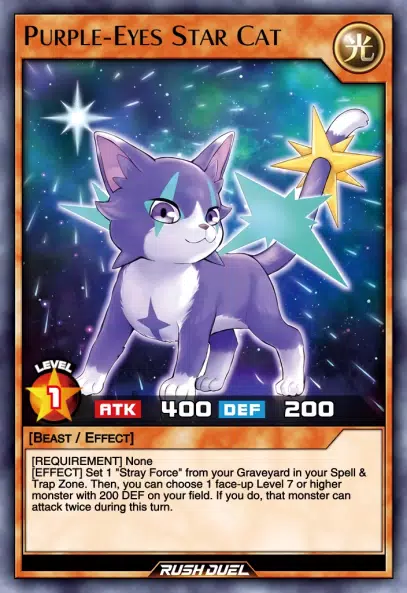 Purple-Eyes Star Cat
光
LEVEL
1
ATK 400 DEF 200
[Beast / Effect]
[REQUIREMENT] None
[EFFECT] Set 1 "Stray Force" from your Graveyard in your Spell &
Trap Zone. Then, you can choose 1 face-up Level 7 or higher
monster with 200 DEF on your field. If you do, that monster can
attack twice during this turn.
RUSH DUEL